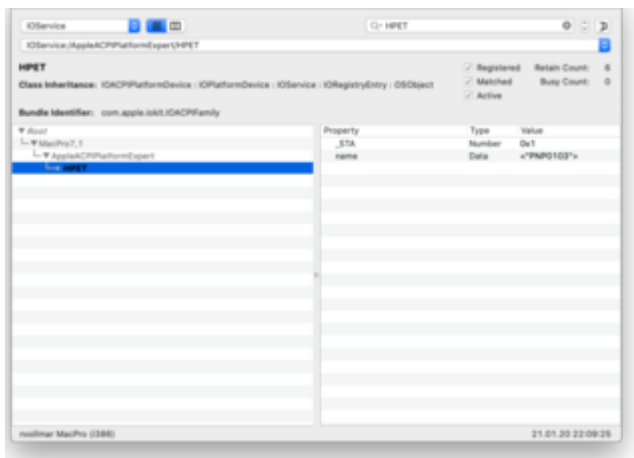 IOService
HPET
IOService:/AppleACPIPlatformExpert/HPET
HPET
Registered Retain Count: 6
Class Inheritance: IOACPIPlatformDevice : IOPlatformDevice : IOService : IORegistryEntry : OSObject
Matched Busy Count: 0
Active
Bundle Identifier: com.apple.iokit.IOACPIFamily
Root
MacPro7,1
AppleACPIPlatformExpert
HPET
Property Type Value
_STA Number 0x1
name Data <"PNP0103">
nvollmar MacPro (i386)
21.01.20 22:09:25